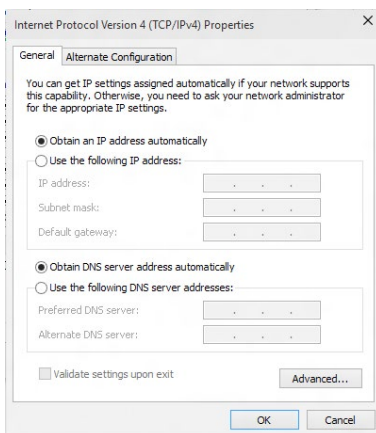 Internet Protocol Version 4 (TCP/IPv4) Properties
General
Alternate Configuration
You can get IP settings assigned automatically if your network supports
this capability. Otherwise, you need to ask your network administrator
for the appropriate IP settings.
Obtain an IP address automatically
Use the following IP address:
IP address:
Subnet mask:
Default gateway:
Obtain DNS server address automatically
Use the following DNS server addresses:
Preferred DNS server:
Alternate DNS server:
Validate settings upon exit
Advanced...
OK
Cancel